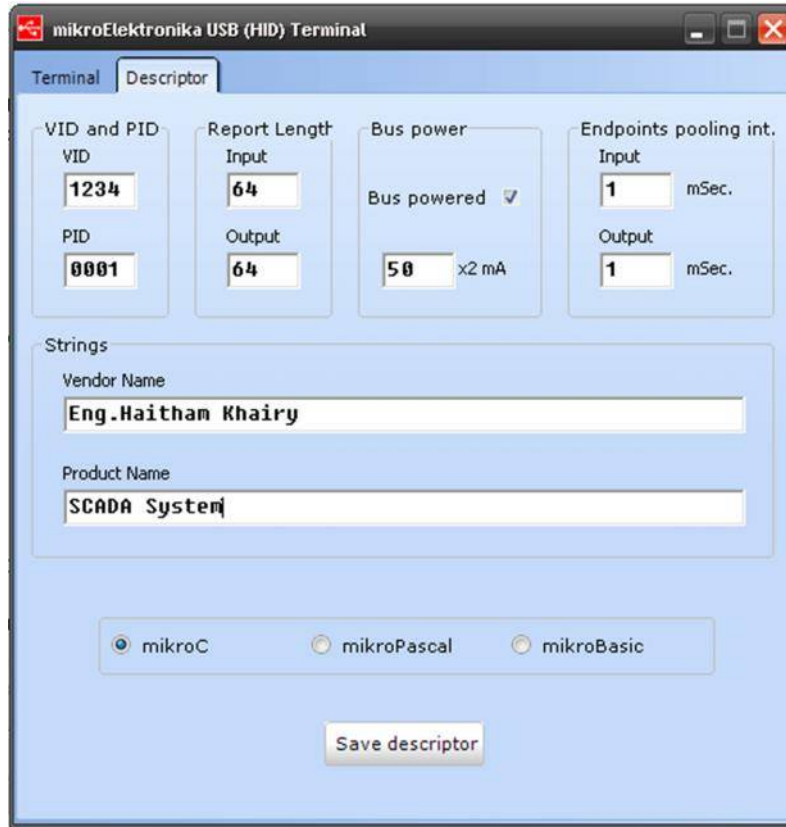 mikroElektronika USB (HID) Terminal
Terminal Descriptor
VID and PID Report Length Bus power Endpoints pooling int.
VID Input Input
1234 64 Bus powered 1 mSec.
PID Output Output
0001 64 50 x2 mA 1 mSec.
Strings
Vendor Name
Eng.Haitham Khairy
Product Name
SCADA System
mikroC mikroPascal mikroBasic
Save descriptor